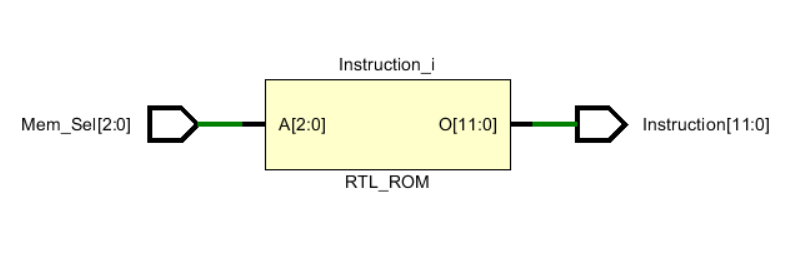 Instruction_i
Mem_Sel[2:0]
A[2:0]
O[11:0]
Instruction[11:0]
RTL_ROM